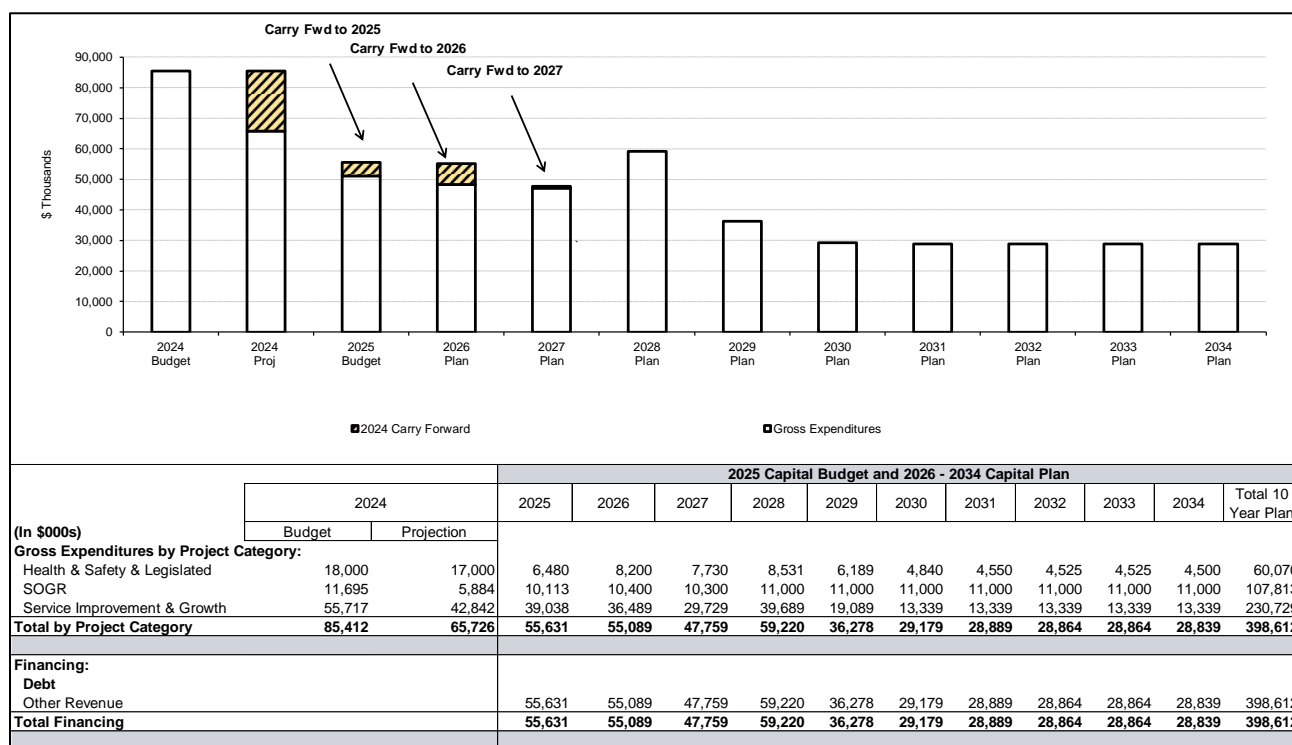 Carry Fwd to 2025
Carry Fwd to 2026
Carry Fwd to 2027
90,000
80,000
70,000
60,000
50,000
40,000
30,000
20,000
10,000
0
$ Thousands
2024 Budget
2024 Proj
2025 Budget
2026 Plan
2027 Plan
2028 Plan
2029 Plan
2030 Plan
2031 Plan
2032 Plan
2033 Plan
2034 Plan
2024 Carry Forward Gross Expenditures
2025 Capital Budget and 2026 - 2034 Capital Plan
2024 2025 2026 2027 2028 2029 2030 2031 2032 2033 2034 Total 10 Year Plan
(In $000s) Budget Projection
Gross Expenditures by Project Category:
Health & Safety & Legislated 18,000 17,000 6,480 8,200 7,730 8,531 6,189 4,840 4,550 4,525 4,525 4,500 60,070
SOGR 11,695 5,884 10,113 10,400 10,300 11,000 11,000 11,000 11,000 11,000 11,000 11,000 107,813
Service Improvement & Growth 55,717 42,842 39,038 36,489 29,729 39,689 19,089 13,339 13,339 13,339 13,339 13,339 230,729
Total by Project Category 85,412 65,726 55,631 55,089 47,759 59,220 36,278 29,179 28,889 28,864 28,864 28,839 398,612
Financing:
Debt
Other Revenue 55,631 55,089 47,759 59,220 36,278 29,179 28,889 28,864 28,864 28,839 398,612
Total Financing 55,631 55,089 47,759 59,220 36,278 29,179 28,889 28,864 28,864 28,839 398,612